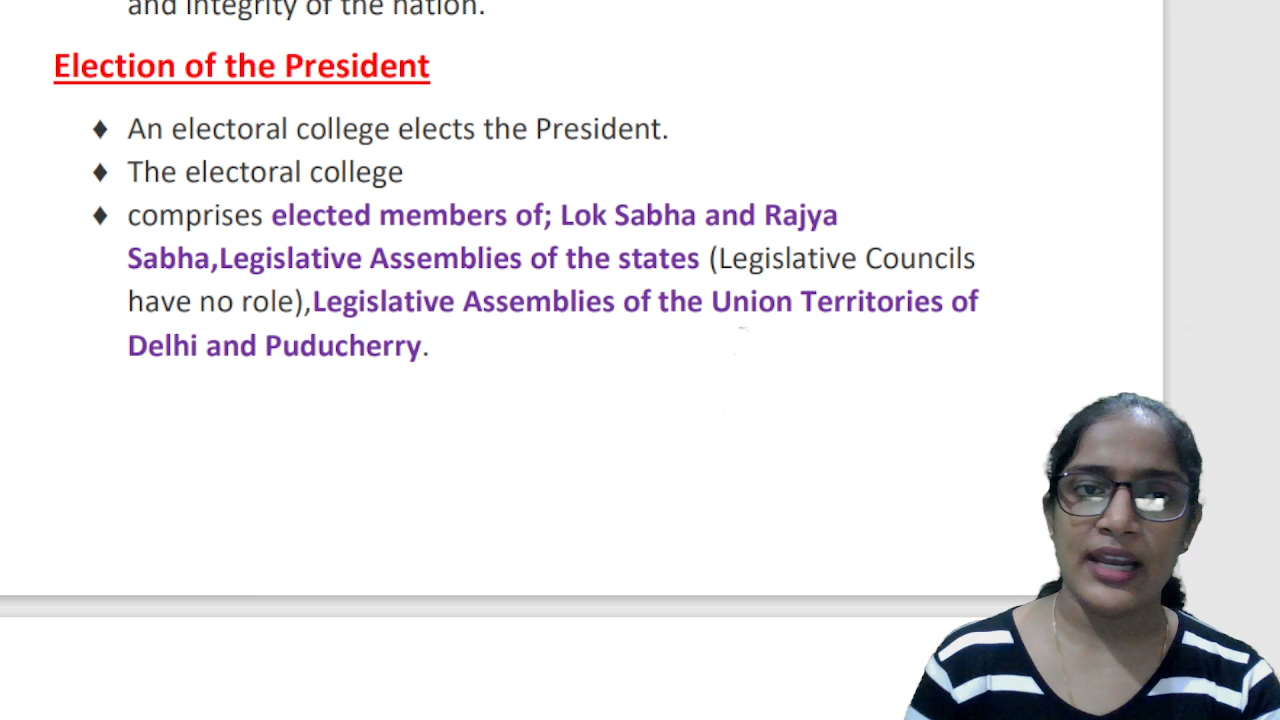 and integrity of the nation.
Election of the President
♦ An electoral college elects the President.
♦ The electoral college
♦ comprises elected members of; Lok Sabha and Rajya
Sabha,Legislative Assemblies of the states (Legislative Councils
have no role),Legislative Assemblies of the Union Territories of
Delhi and Puducherry.